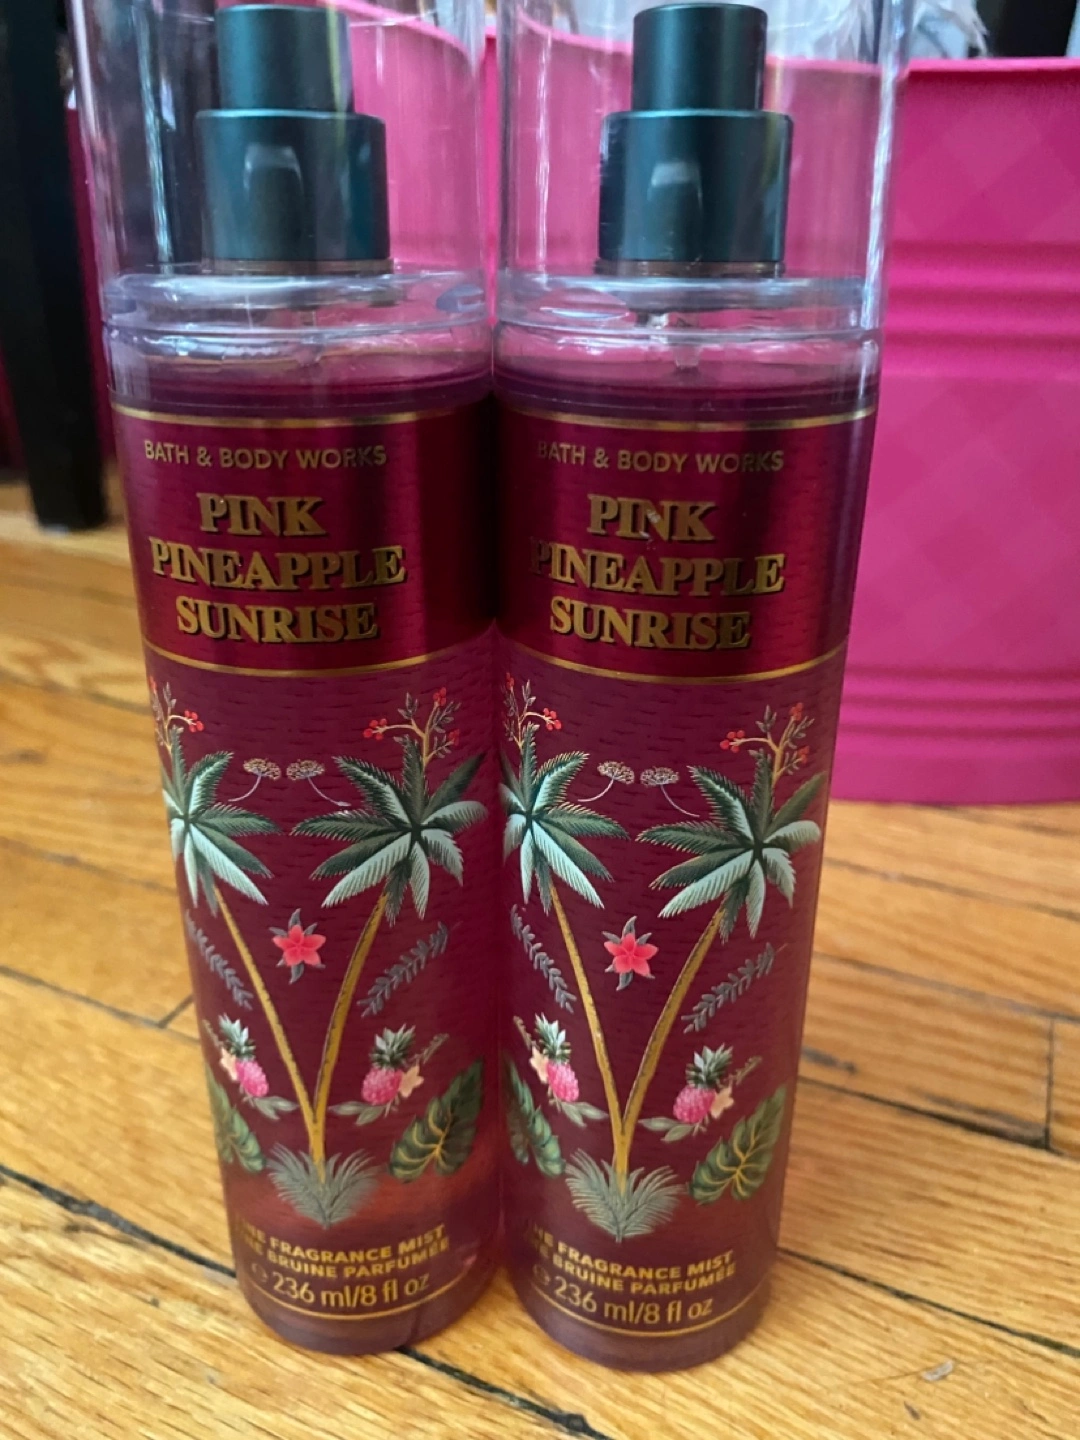 BATH & BODY WORKS
PINK
PINEAPPLE
SUNRISE
FRAGRANCE MIST
BRUINE PARFUMÉE
236 ml/8 fl oz
BATH & BODY WORKS
PINK
PINEAPPLE
SUNRISE
FRAGRANCE MIST
BRUINE PARFUMÉE
236 ml/8 fl oz